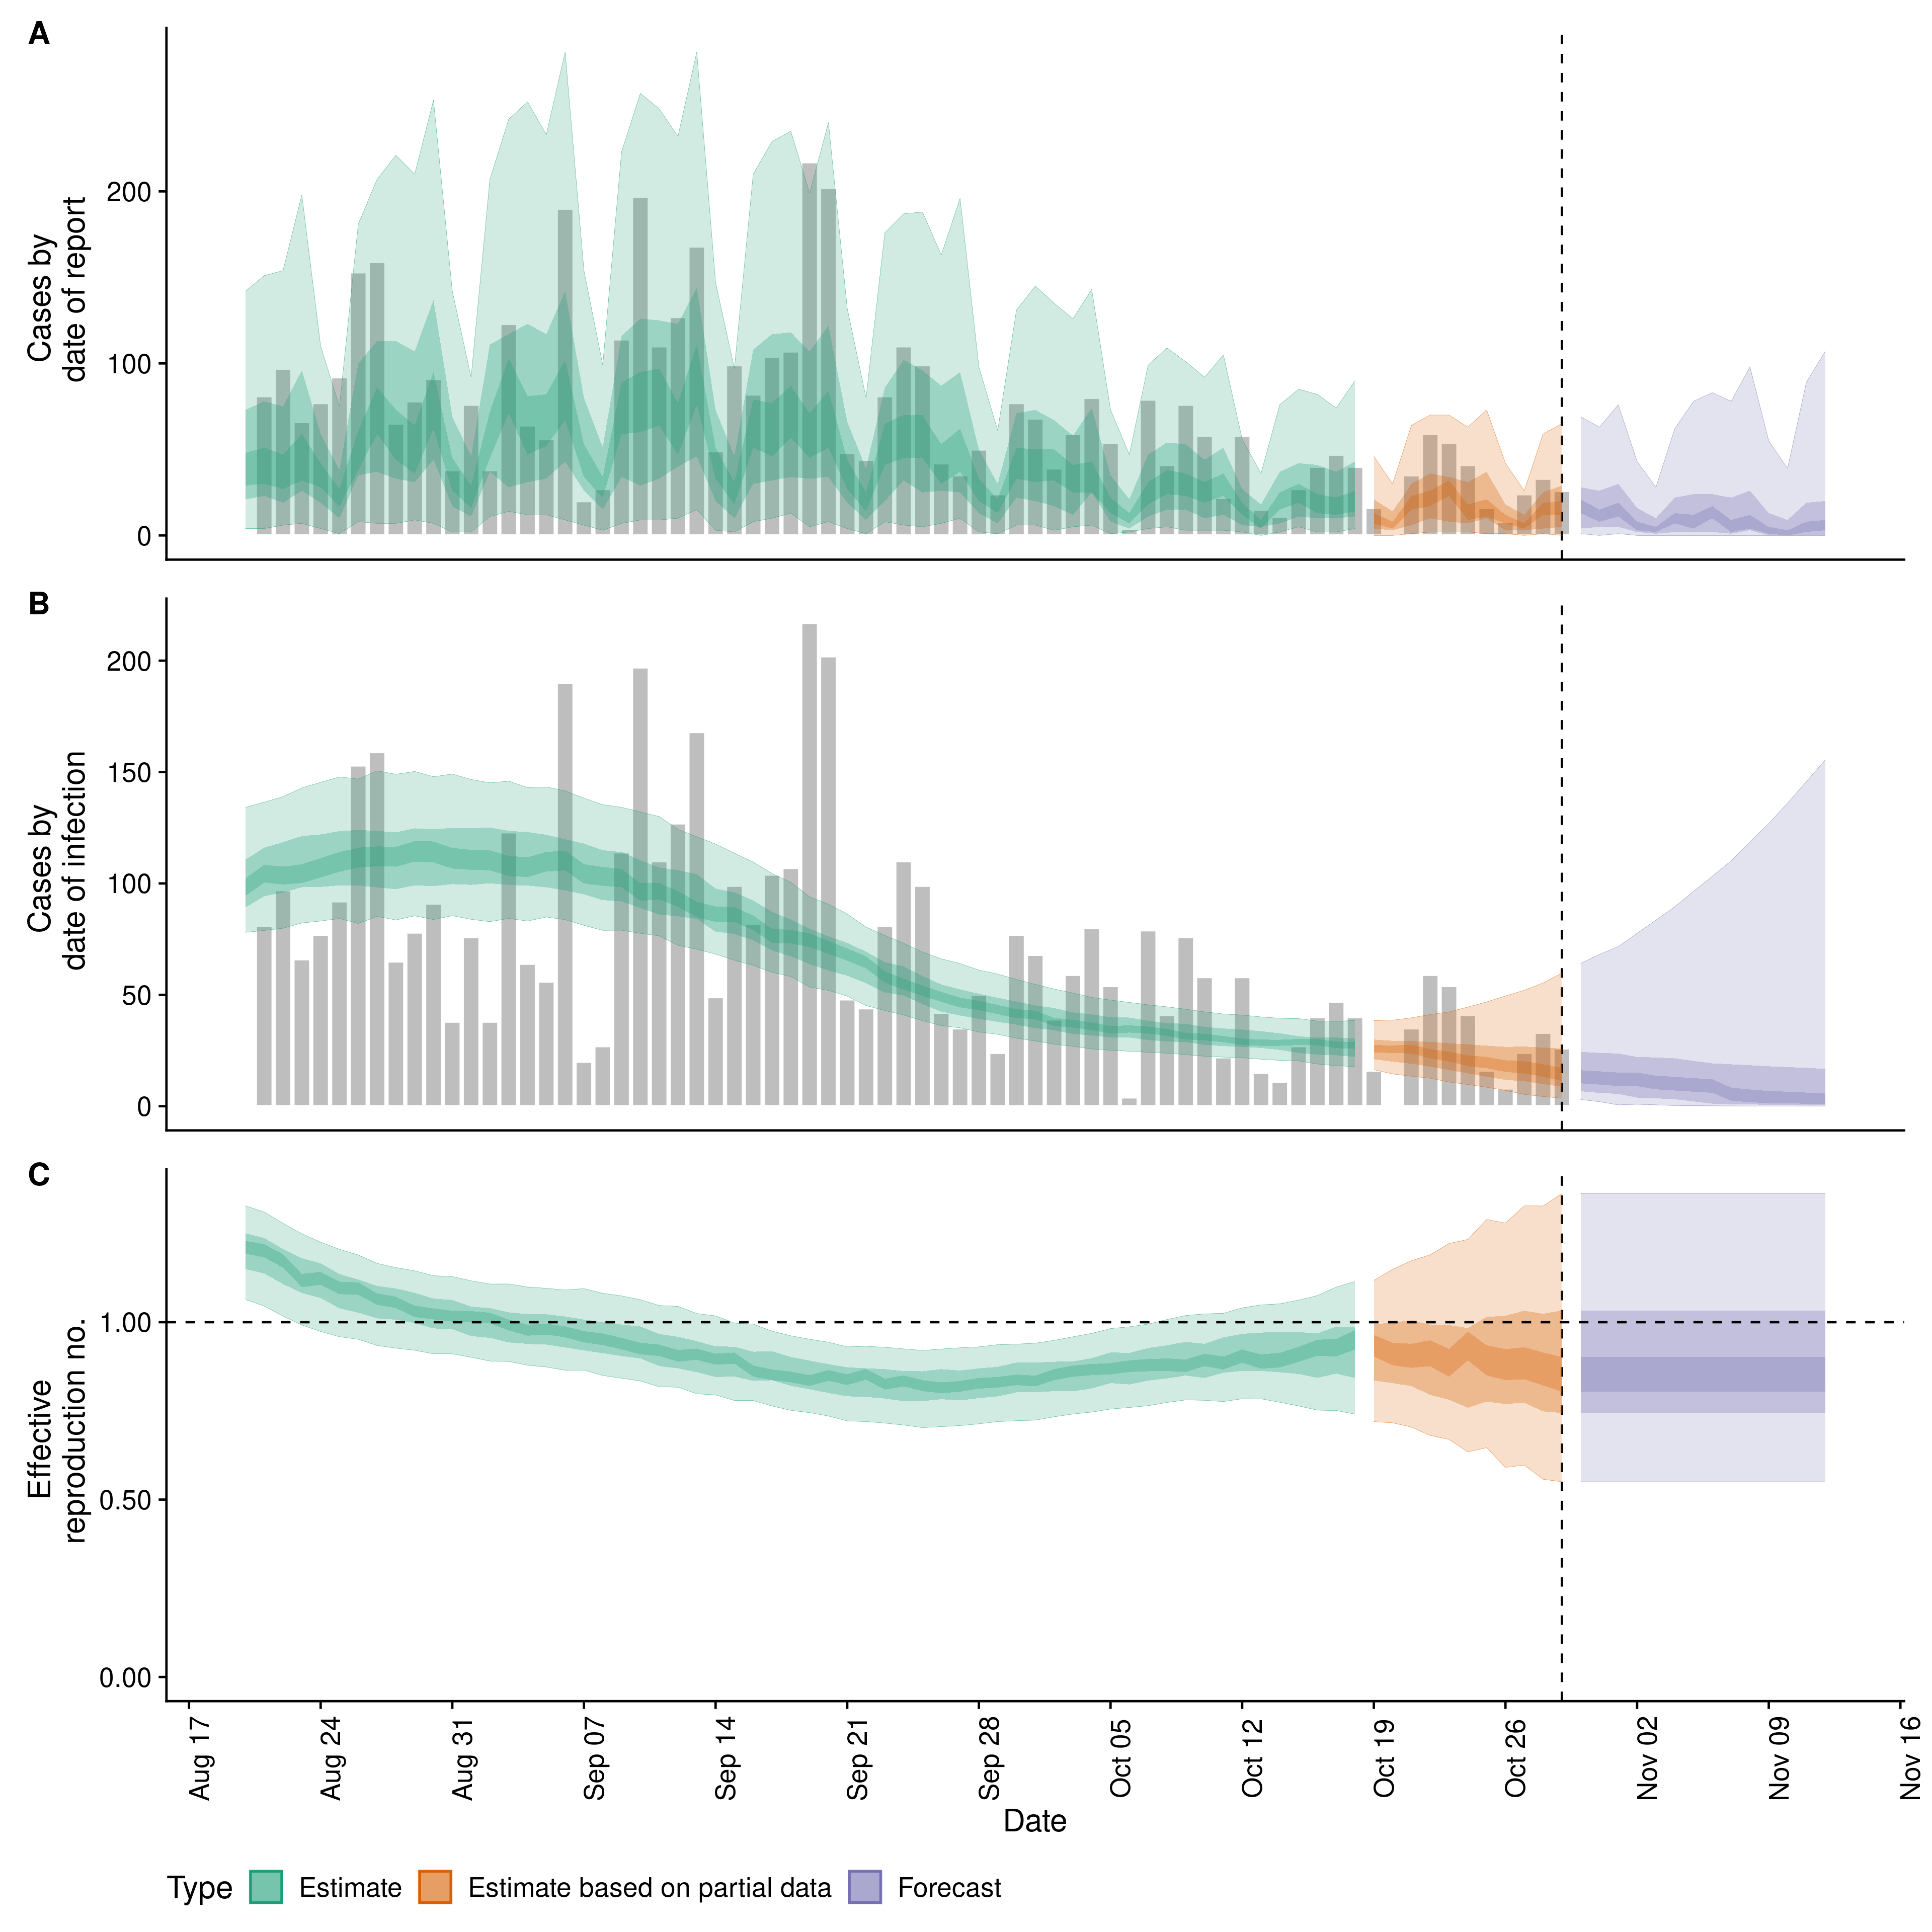 A
Cases by
date of report
200
100
0
B
Cases by
date of infection
200
150
100
50
0
C
Effective
reproduction no.
1.00
0.50
0.00
Aug 17
Aug 24
Aug 31
Sep 07
Sep 14
Sep 21
Sep 28
Oct 05
Oct 12
Oct 19
Oct 26
Nov 02
Nov 09
Nov 16
Date
Type Estimate Estimate based on partial data Forecast